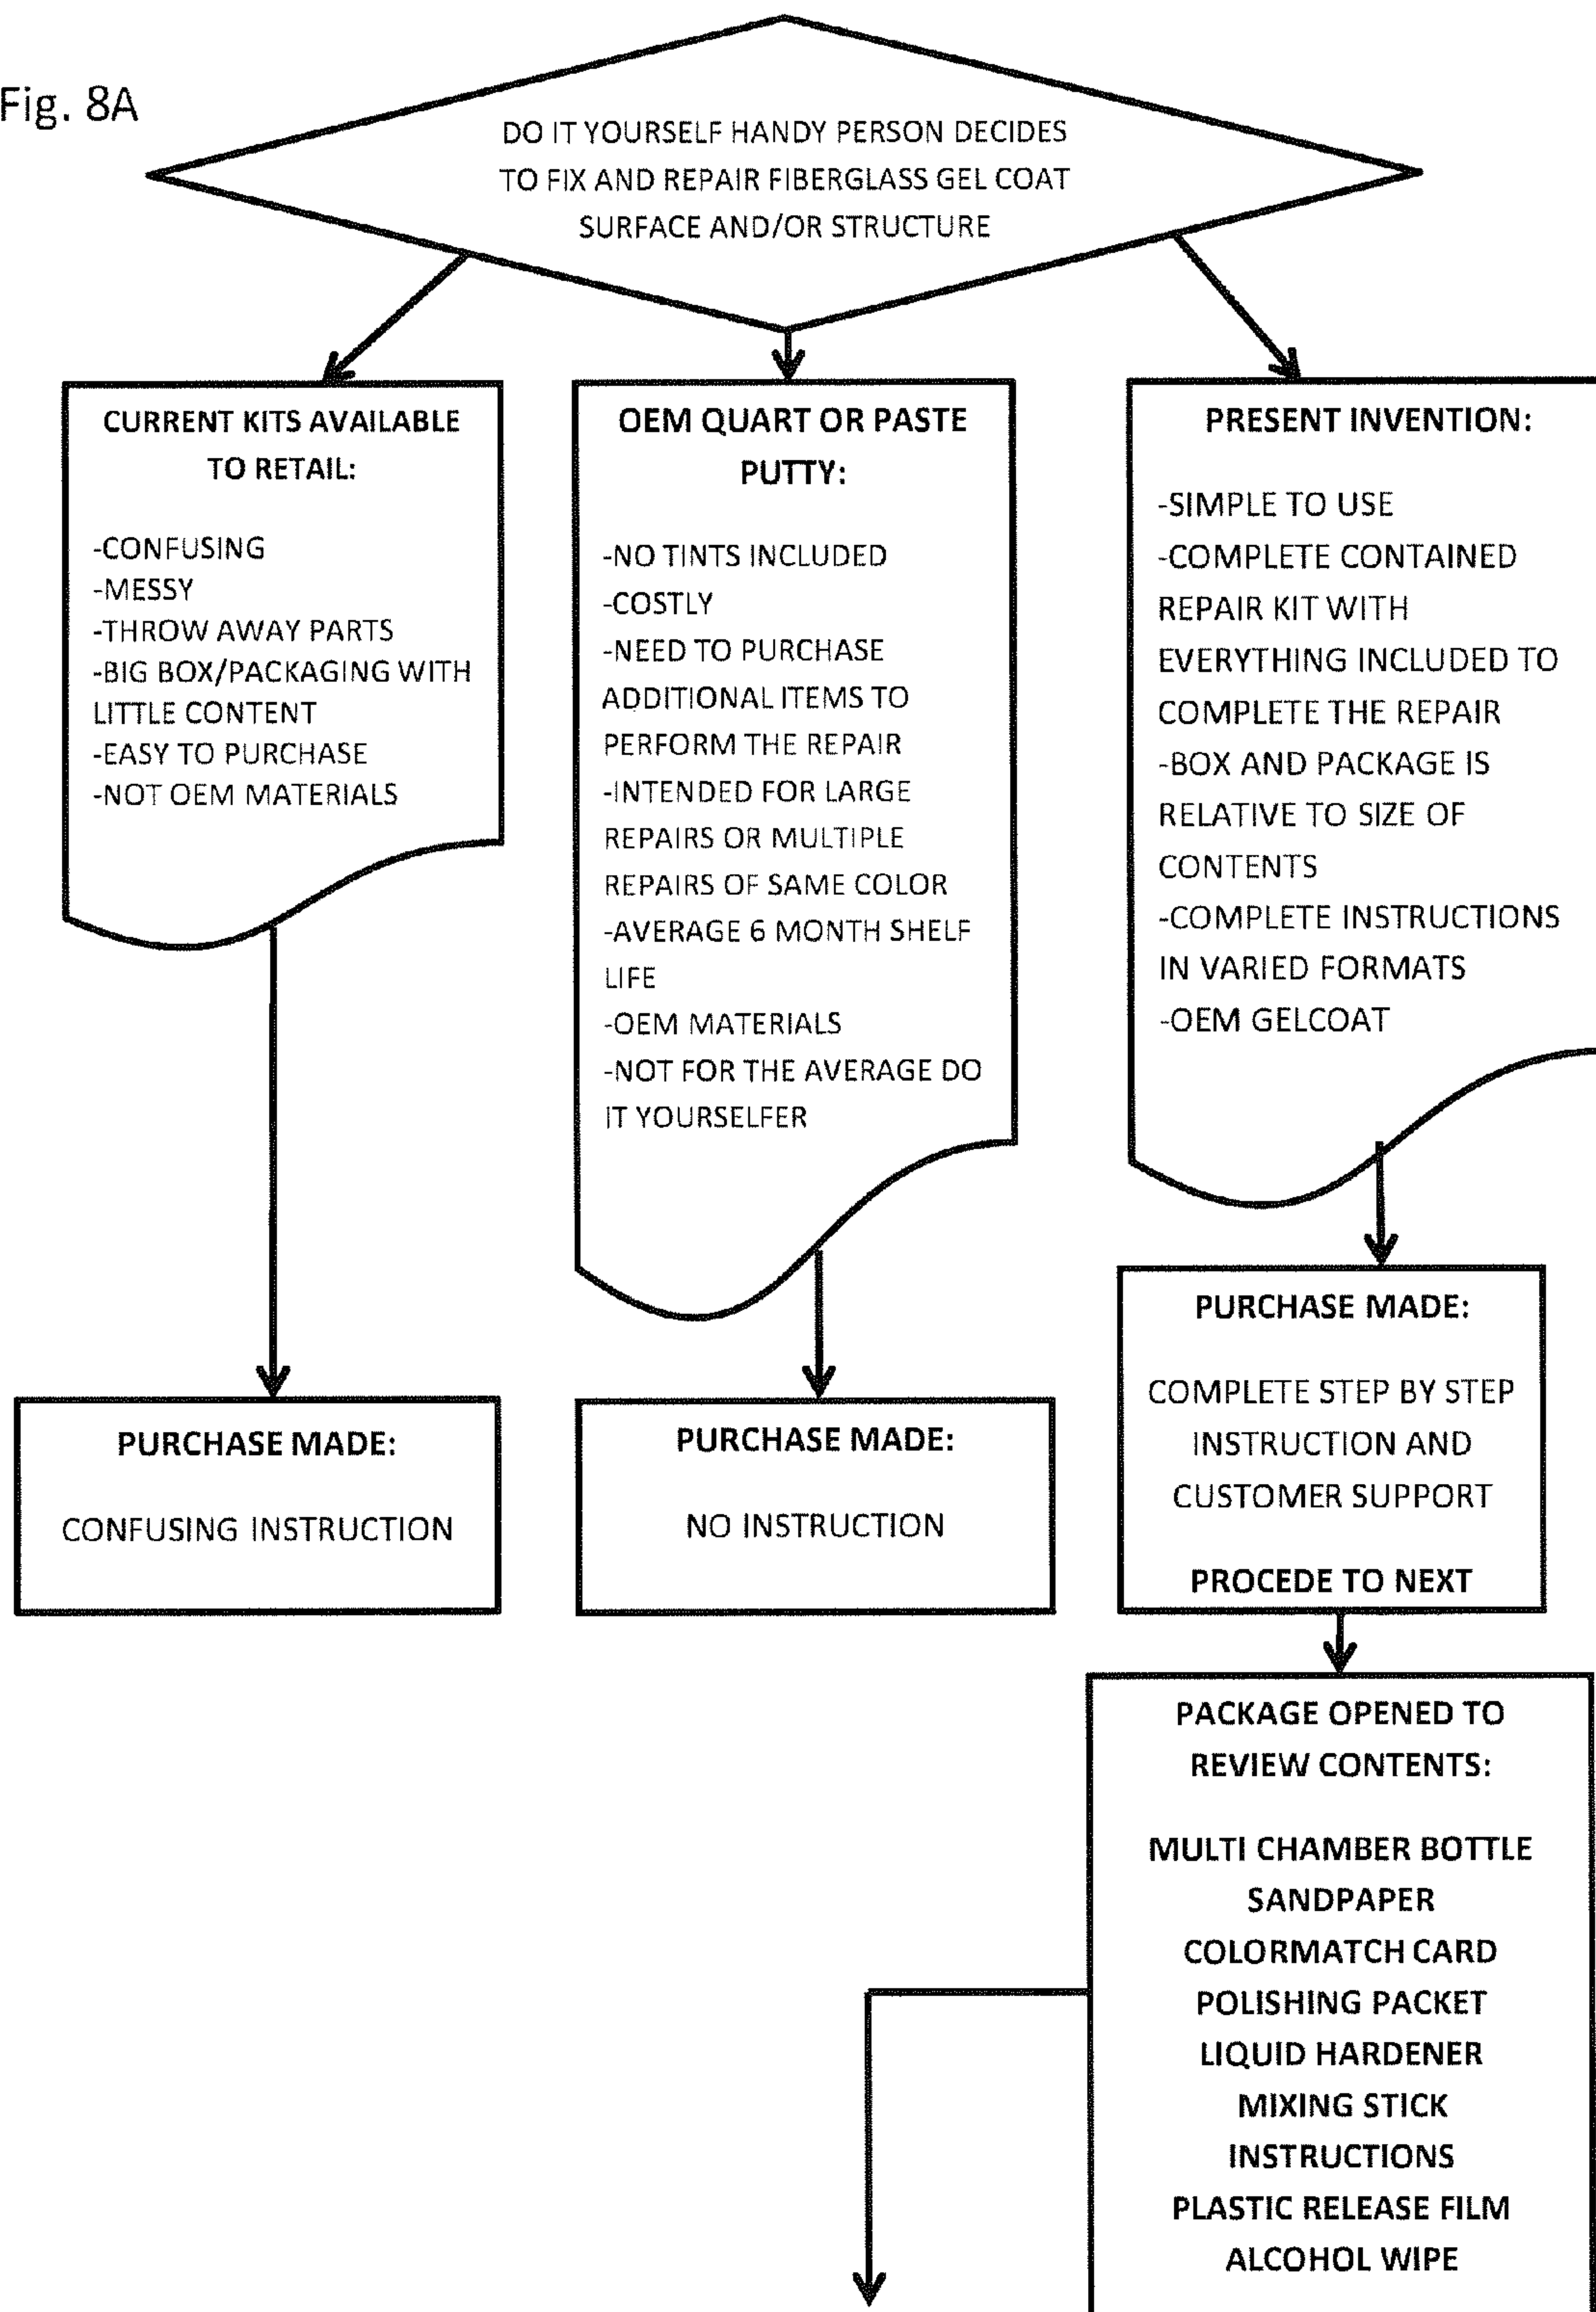 Fig. 8A
DO IT YOURSELF HANDY PERSON DECIDES
TO FIX AND REPAIR FIBERGLASS GEL COAT
SURFACE AND/OR STRUCTURE
CURRENT KITS AVAILABLE
TO RETAIL:
-CONFUSING
-MESSY
-THROW AWAY PARTS
-BIG BOX/PACKAGING WITH
LITTLE CONTENT
-EASY TO PURCHASE
-NOT OEM MATERIALS
OEM QUART OR PASTE
PUTTY:
-NO TINTS INCLUDED
-COSTLY
-NEED TO PURCHASE
ADDITIONAL ITEMS TO
PERFORM THE REPAIR
-INTENDED FOR LARGE
REPAIRS OR MULTIPLE
REPAIRS OF SAME COLOR
-AVERAGE 6 MONTH SHELF
LIFE
-OEM MATERIALS
-NOT FOR THE AVERAGE DO
IT YOURSELFER
PRESENT INVENTION:
-SIMPLE TO USE
-COMPLETE CONTAINED
REPAIR KIT WITH
EVERYTHING INCLUDED TO
COMPLETE THE REPAIR
-BOX AND PACKAGE IS
RELATIVE TO SIZE OF
CONTENTS
-COMPLETE INSTRUCTIONS
IN VARIED FORMATS
-OEM GELCOAT
PURCHASE MADE:
CONFUSING INSTRUCTION
PURCHASE MADE:
NO INSTRUCTION
PURCHASE MADE:
COMPLETE STEP BY STEP
INSTRUCTION AND
CUSTOMER SUPPORT
PROCEDE TO NEXT
PACKAGE OPENED TO
REVIEW CONTENTS:
MULTI CHAMBER BOTTLE
SANDPAPER
COLORMATCH CARD
POLISHING PACKET
LIQUID HARDENER
MIXING STICK
INSTRUCTIONS
PLASTIC RELEASE FILM
ALCOHOL WIPE